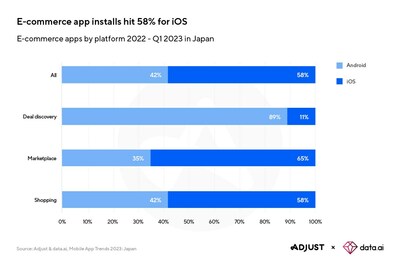 E-commerce app installs hit 58% for iOS
E-commerce apps by platform 2022 - Q1 2023 in Japan
Android
iOS
All
42%
58%
Deal discovery
89%
11%
Marketplace
35%
65%
Shopping
42%
58%
0% 10% 20% 30% 40% 50% 60% 70% 80% 90% 100%
Source: Adjust & data.ai, Mobile App Trends 2023: Japan
ADJUST × data.ai